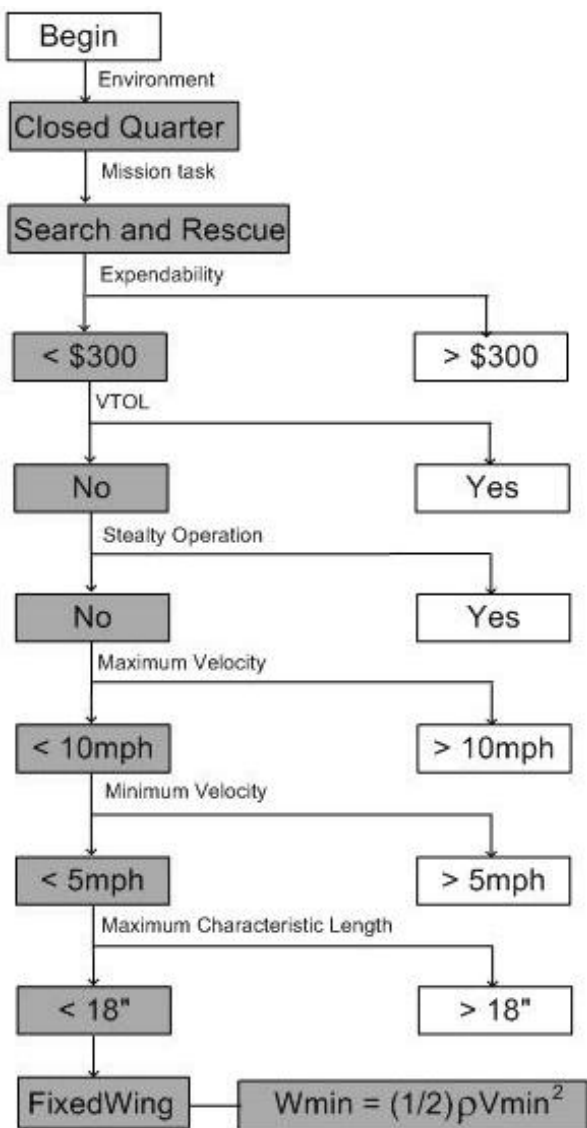 Begin
Environment
Closed Quarter
Mission task
Search and Rescue
Expendability
< $300 > $300
VTOL
No Yes
Stealty Operation
No Yes
Maximum Velocity
< 10mph > 10mph
Minimum Velocity
< 5mph > 5mph
Maximum Characteristic Length
< 18" > 18"
FixedWing Wmin = (1/2)ρVmin²